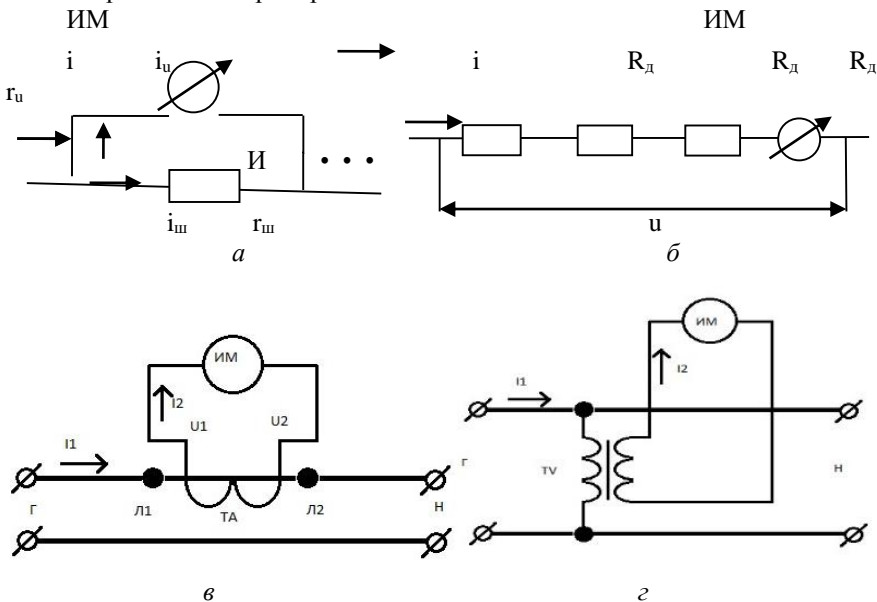 ИМ ИМ
i iᵤ i Rд Rд Rд
rᵤ
И
iш rш u
а б
ИМ ИМ
I1 I2
I2 U1 U2
I1 г TV н
Г Л1 ТА Л2 Н
в г